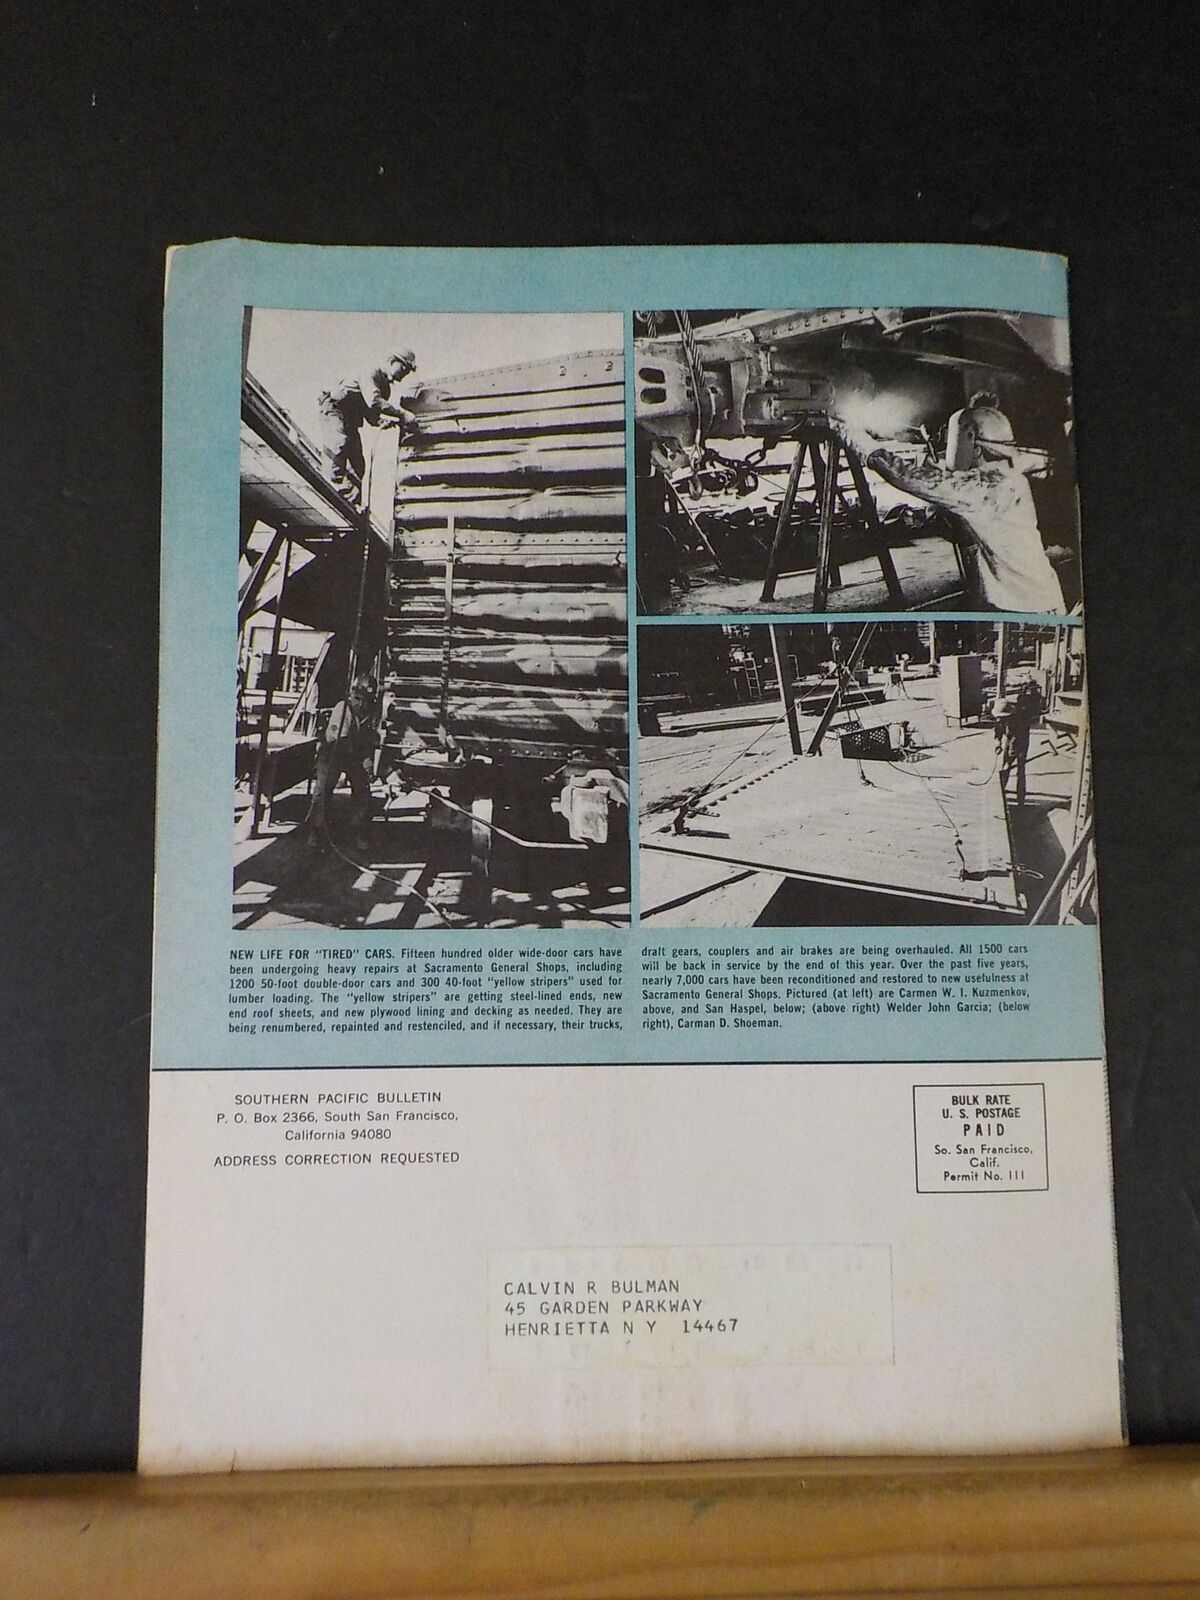 NEW LIFE FOR "TIRED" CARS. Fifteen hundred older wide-door cars have
been undergoing heavy repairs at Sacramento General Shops, including
1200 50-foot double-door cars and 300 40-foot "yellow stripers" used for
lumber loading. The "yellow stripers" are getting steel-lined ends, new
end roof sheets, and new plywood lining and decking as needed. They are
being renumbered, repainted and restenciled, and if necessary, their trucks,
draft gears, couplers and air brakes are being overhauled. All 1500 cars
will be back in service by the end of this year. Over the past five years,
nearly 7,000 cars have been reconditioned and restored to new usefulness at
Sacramento General Shops. Pictured (at left) are Carmen W. I. Kuzmenkov,
above, and San Haspel, below; (above right) Welder John Garcia; (below
right), Carman D. Shoeman.
SOUTHERN PACIFIC BULLETIN
P. O. Box 2366, South San Francisco,
California 94080
ADDRESS CORRECTION REQUESTED
BULK RATE
U. S. POSTAGE
PAID
So. San Francisco,
Calif.
Permit No. 111
CALVIN R BULMAN
45 GARDEN PARKWAY
HENRIETTA N Y 14467